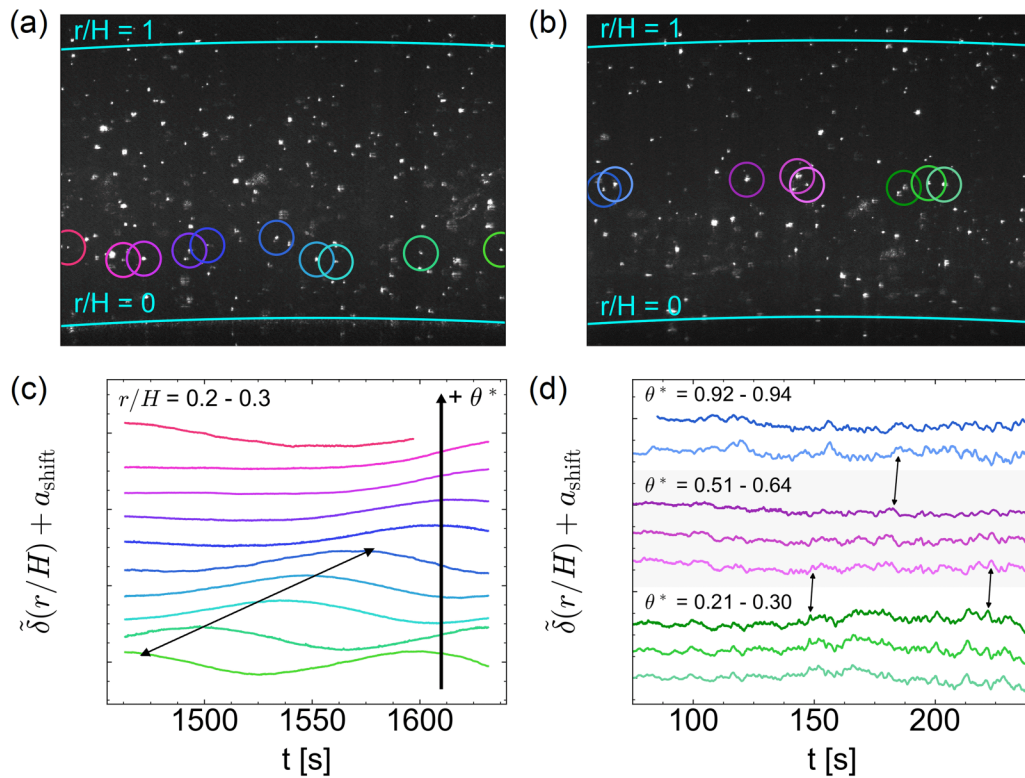 (a)
r/H = 1
r/H = 0
(b)
r/H = 1
r/H = 0
(c)
r/H = 0.2 - 0.3
+ θ*
δ̃(r/H) + a_shift
1500
1550
1600
t [s]
(d)
θ* = 0.92 - 0.94
θ* = 0.51 - 0.64
θ* = 0.21 - 0.30
δ̃(r/H) + a_shift
100
150
200
t [s]